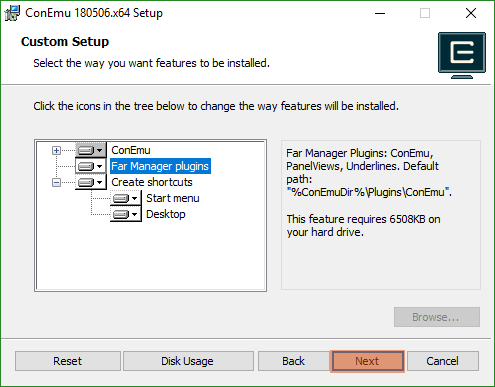 ConEmu 180506.x64 Setup
Custom Setup
Select the way you want features to be installed.
Click the icons in the tree below to change the way features will be installed.
ConEmu
Far Manager plugins
Create shortcuts
Start menu
Desktop
Far Manager Plugins: ConEmu,
PanelViews, Underlines. Default
path:
"%ConEmuDir%\Plugins\ConEmu".
This feature requires 6508KB on
your hard drive.
Browse...
Reset
Disk Usage
Back
Next
Cancel